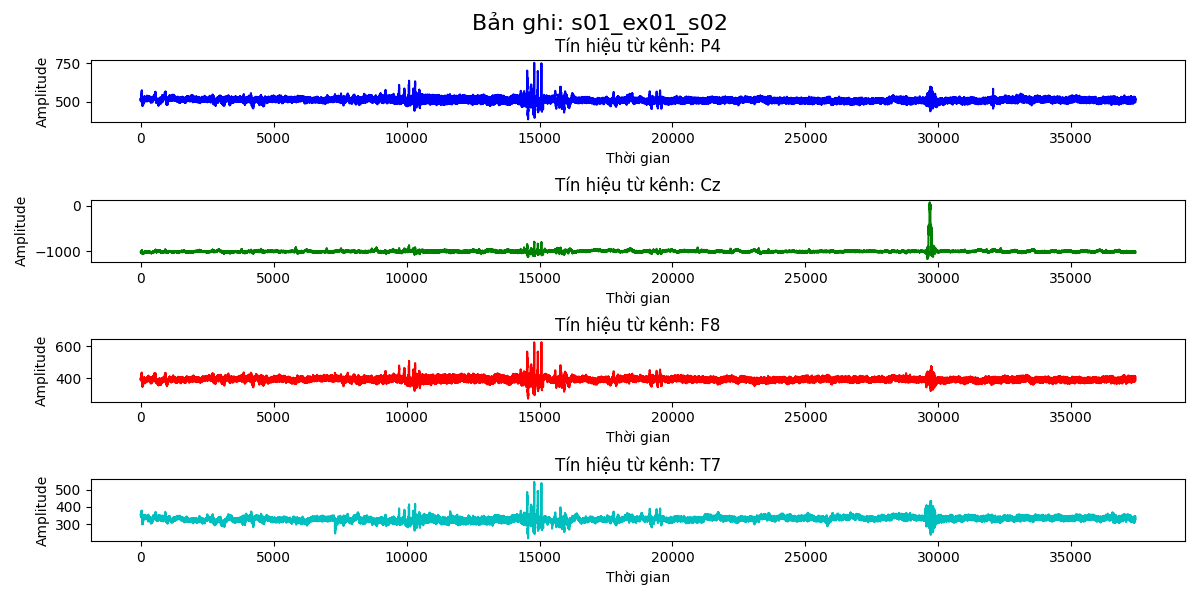 Bản ghi: s01_ex01_s02
Tín hiệu từ kênh: P4
Amplitude
750
500
0 5000 10000 15000 20000 25000 30000 35000
Thời gian
Tín hiệu từ kênh: Cz
Amplitude
0
−1000
0 5000 10000 15000 20000 25000 30000 35000
Thời gian
Tín hiệu từ kênh: F8
Amplitude
600
400
0 5000 10000 15000 20000 25000 30000 35000
Thời gian
Tín hiệu từ kênh: T7
Amplitude
500
400
300
0 5000 10000 15000 20000 25000 30000 35000
Thời gian